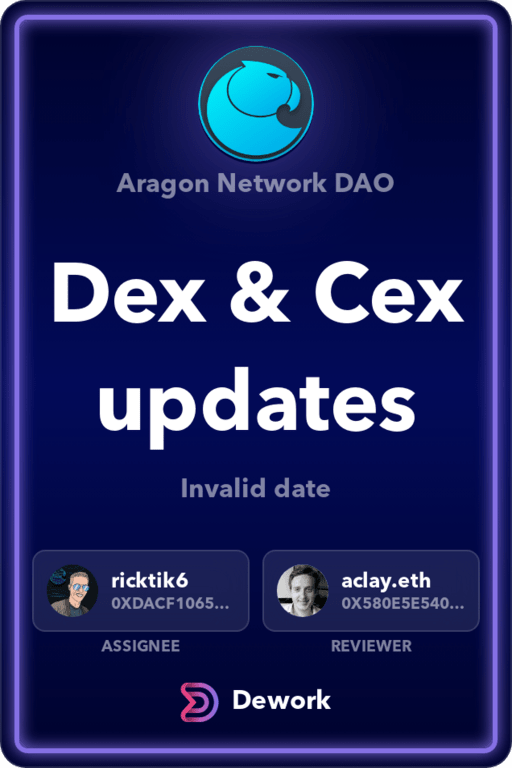 Aragon Network DAO
Dex & Cex
updates
Invalid date
ricktik6
0XDACF1065...
ASSIGNEE
aclay.eth
0X580E5E540...
REVIEWER
Dework